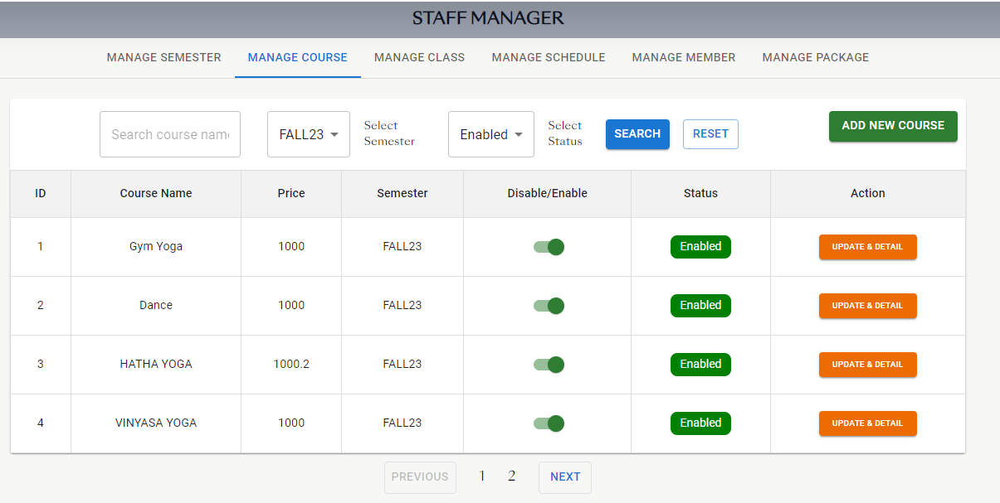 STAFF MANAGER
MANAGE SEMESTER MANAGE COURSE MANAGE CLASS MANAGE SCHEDULE MANAGE MEMBER MANAGE PACKAGE
Search course nam FALL23 Select Semester Enabled Select Status SEARCH RESET ADD NEW COURSE
ID Course Name Price Semester Disable/Enable Status Action
1 Gym Yoga 1000 FALL23 Enabled UPDATE & DETAIL
2 Dance 1000 FALL23 Enabled UPDATE & DETAIL
3 HATHA YOGA 1000.2 FALL23 Enabled UPDATE & DETAIL
4 VINYASA YOGA 1000 FALL23 Enabled UPDATE & DETAIL
PREVIOUS 1 2 NEXT